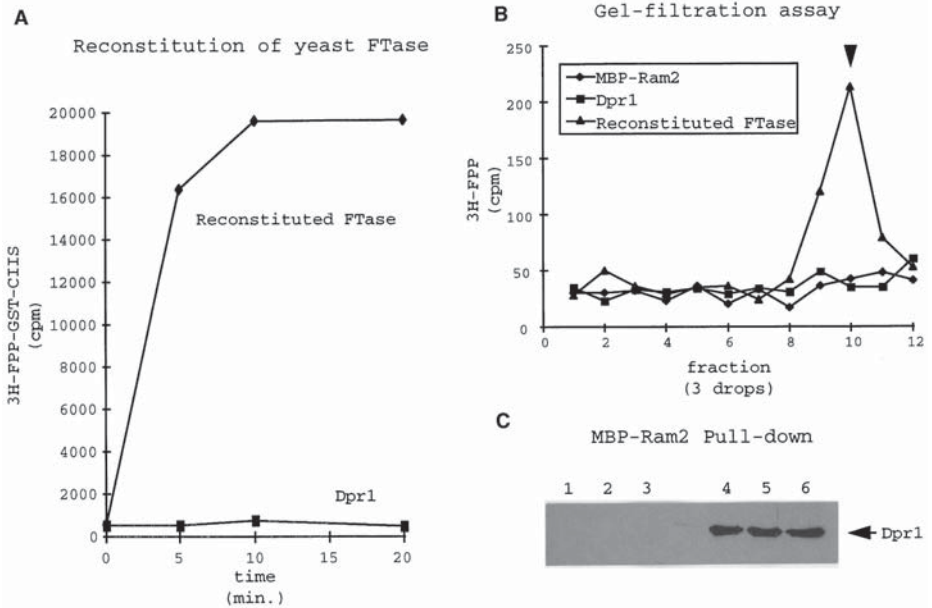 A
Reconstitution of yeast FTase
20000
18000
16000
14000
12000
10000
8000
6000
4000
2000
0
3H-FPP-GST-CIIS
(cpm)
Reconstituted FTase
Dpr1
0 5 10 15 20
time
(min.)
B
Gel-filtration assay
250
200
150
100
50
0
3H-FPP
(cpm)
MBP-Ram2
Dpr1
Reconstituted FTase
0 2 4 6 8 10 12
fraction
(3 drops)
C
MBP-Ram2 Pull-down
1 2 3 4 5 6
Dpr1